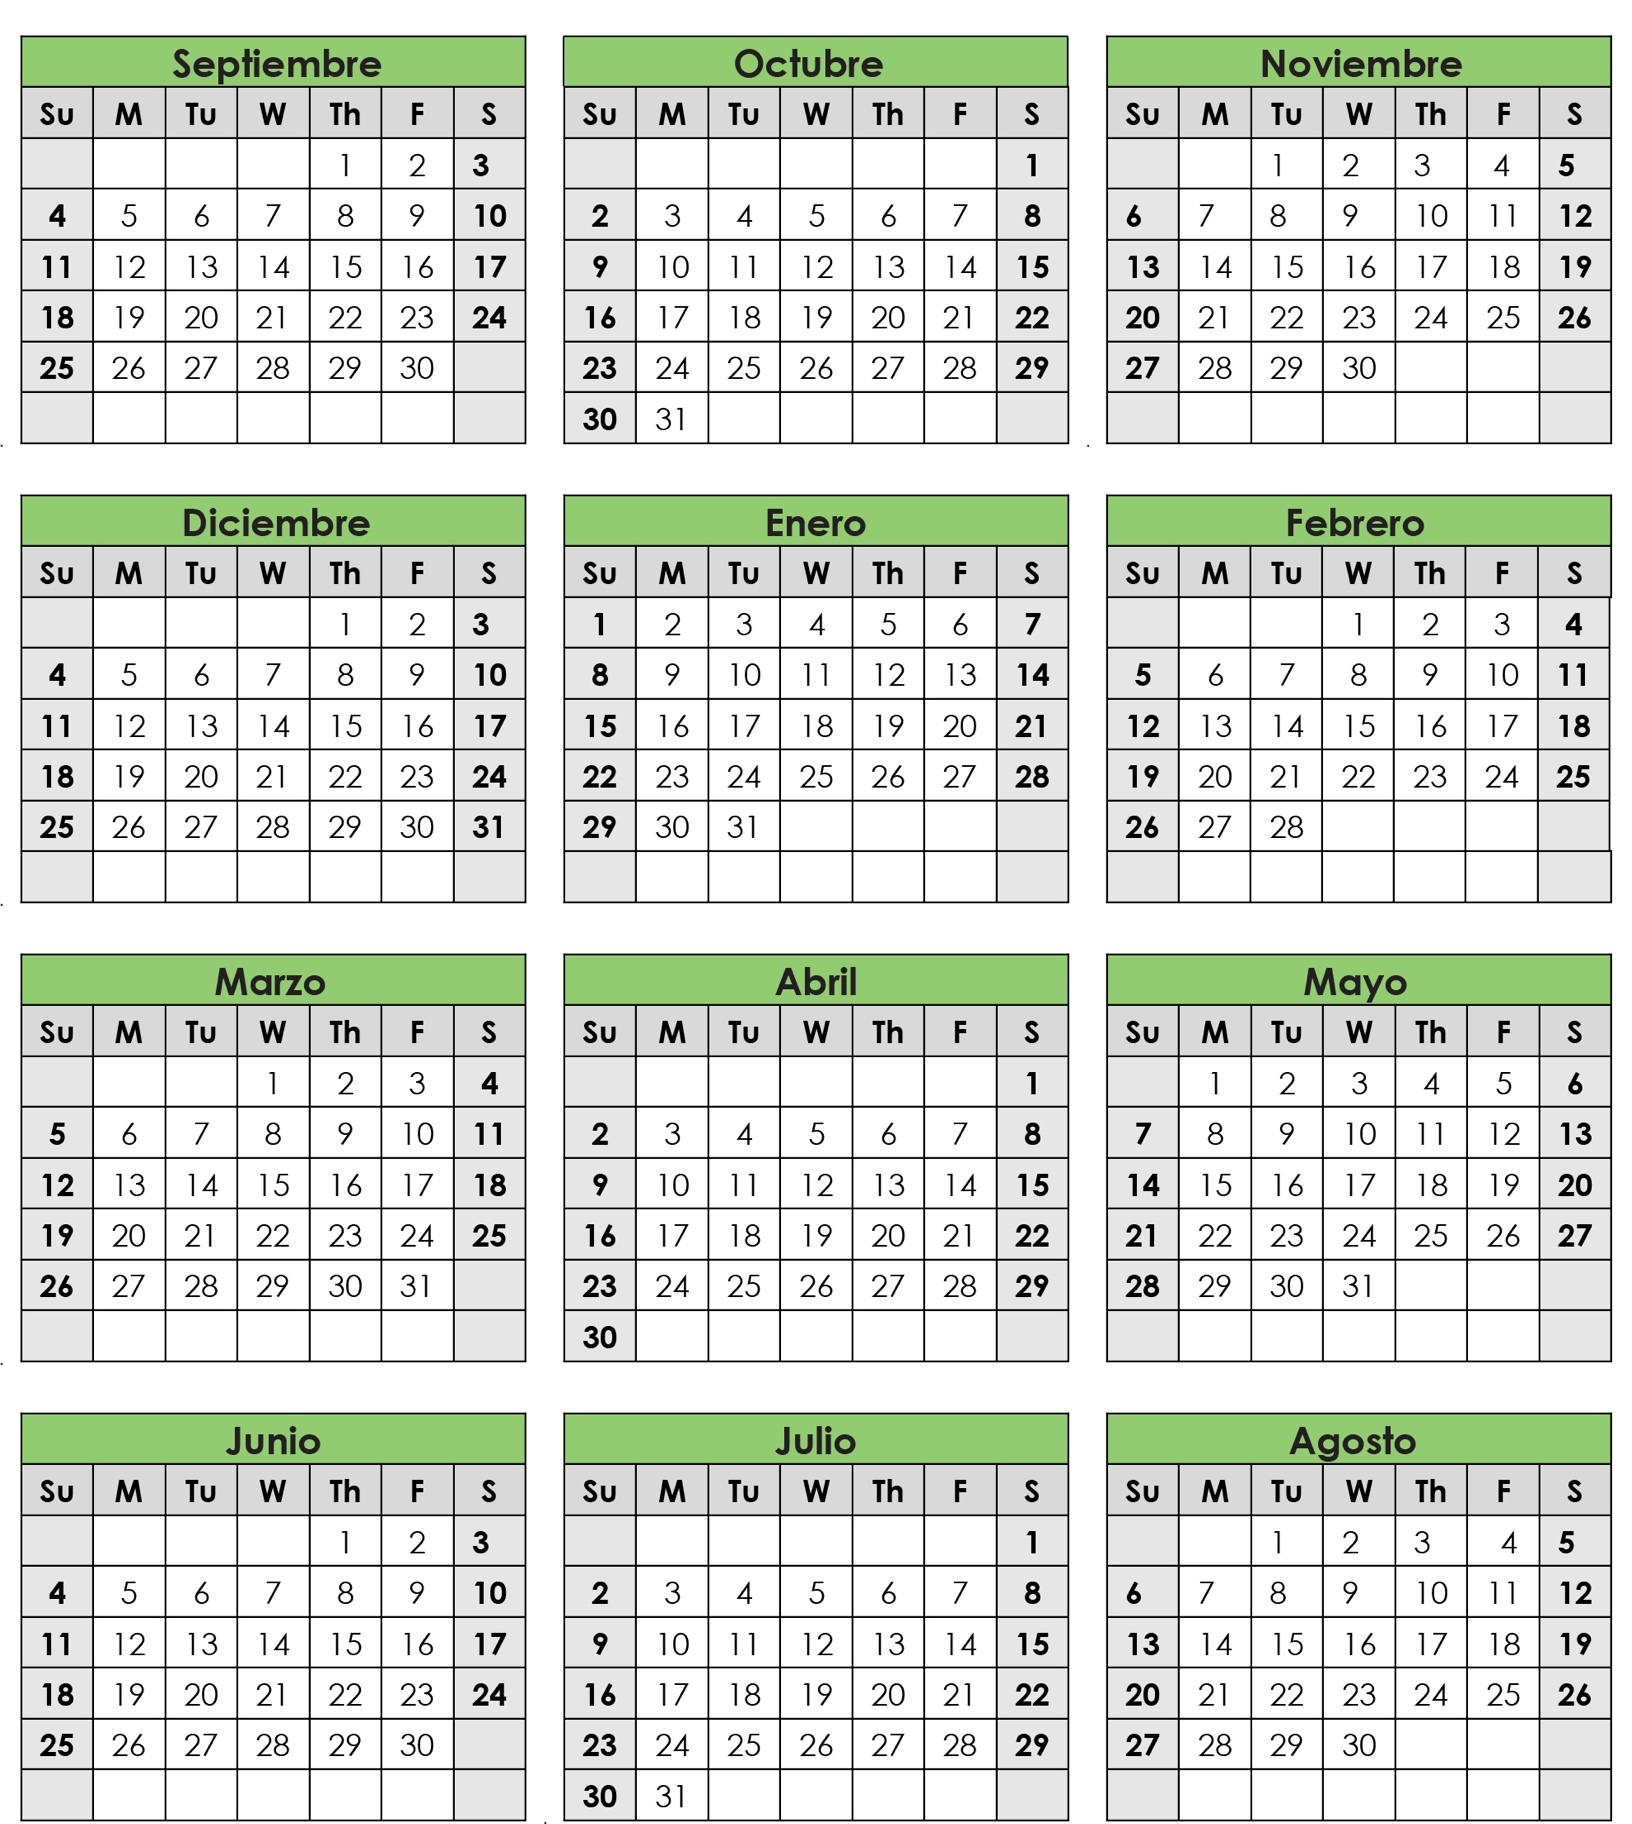 Septiembre
Su M Tu W Th F S
1 2 3
4 5 6 7 8 9 10
11 12 13 14 15 16 17
18 19 20 21 22 23 24
25 26 27 28 29 30
Octubre
Su M Tu W Th F S
1
2 3 4 5 6 7 8
9 10 11 12 13 14 15
16 17 18 19 20 21 22
23 24 25 26 27 28 29
30 31
Noviembre
Su M Tu W Th F S
1 2 3 4 5
6 7 8 9 10 11 12
13 14 15 16 17 18 19
20 21 22 23 24 25 26
27 28 29 30
Diciembre
Su M Tu W Th F S
1 2 3
4 5 6 7 8 9 10
11 12 13 14 15 16 17
18 19 20 21 22 23 24
25 26 27 28 29 30 31
Enero
Su M Tu W Th F S
1 2 3 4 5 6 7
8 9 10 11 12 13 14
15 16 17 18 19 20 21
22 23 24 25 26 27 28
29 30 31
Febrero
Su M Tu W Th F S
1 2 3 4
5 6 7 8 9 10 11
12 13 14 15 16 17 18
19 20 21 22 23 24 25
26 27 28
Marzo
Su M Tu W Th F S
1 2 3 4
5 6 7 8 9 10 11
12 13 14 15 16 17 18
19 20 21 22 23 24 25
26 27 28 29 30 31
Abril
Su M Tu W Th F S
1
2 3 4 5 6 7 8
9 10 11 12 13 14 15
16 17 18 19 20 21 22
23 24 25 26 27 28 29
30
Mayo
Su M Tu W Th F S
1 2 3 4 5 6
7 8 9 10 11 12 13
14 15 16 17 18 19 20
21 22 23 24 25 26 27
28 29 30 31
Junio
Su M Tu W Th F S
1 2 3
4 5 6 7 8 9 10
11 12 13 14 15 16 17
18 19 20 21 22 23 24
25 26 27 28 29 30
Julio
Su M Tu W Th F S
1
2 3 4 5 6 7 8
9 10 11 12 13 14 15
16 17 18 19 20 21 22
23 24 25 26 27 28 29
30 31
Agosto
Su M Tu W Th F S
1 2 3 4 5
6 7 8 9 10 11 12
13 14 15 16 17 18 19
20 21 22 23 24 25 26
27 28 29 30